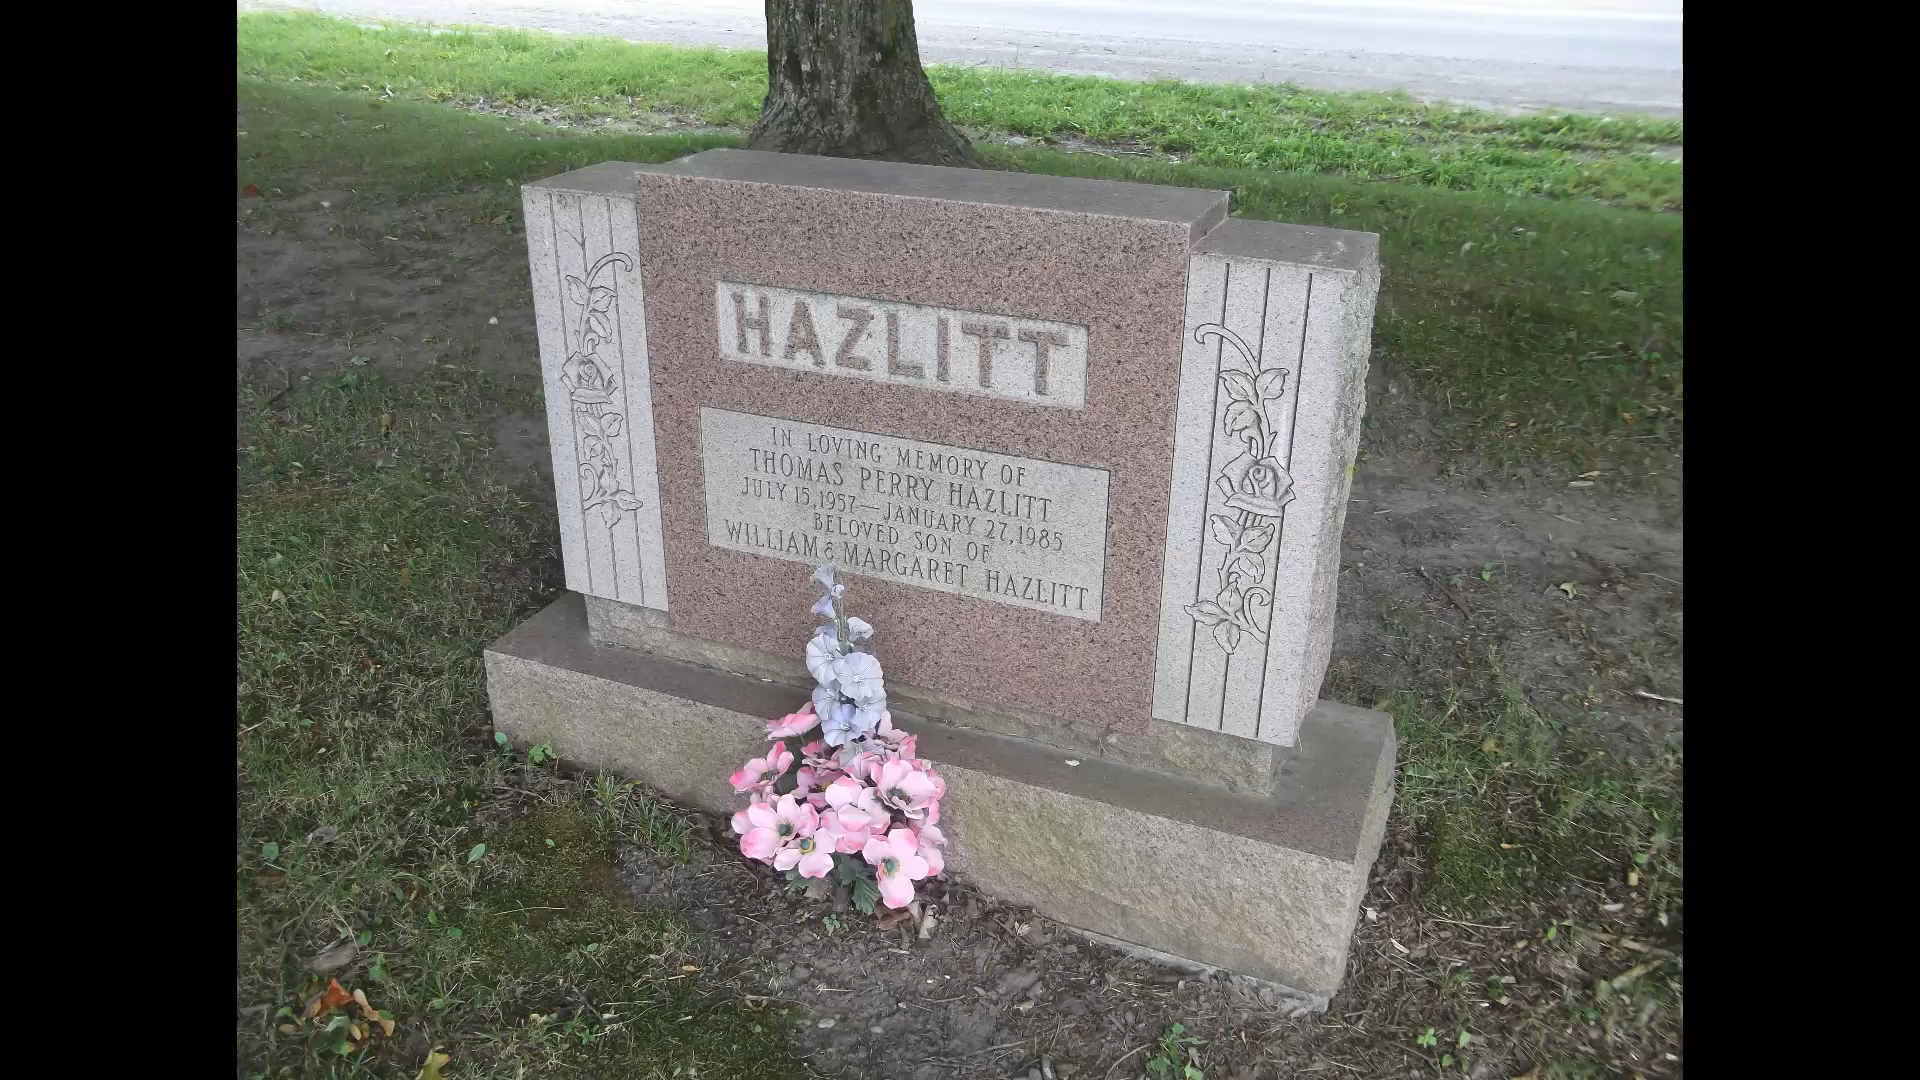 HAZLITT
IN LOVING MEMORY OF
THOMAS PERRY HAZLITT
JULY 15, 1957—JANUARY 27, 1985
BELOVED SON OF
WILLIAM & MARGARET HAZLITT